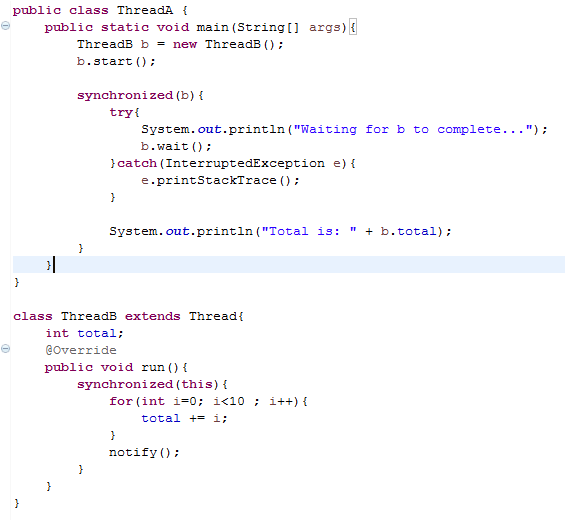 public class ThreadA {
    public static void main(String[] args){
        ThreadB b = new ThreadB();
        b.start();

        synchronized(b){
            try{
                System.out.println("Waiting for b to complete...");
                b.wait();
            }catch(InterruptedException e){
                e.printStackTrace();
            }

            System.out.println("Total is: " + b.total);
        }
    }
}

class ThreadB extends Thread{
    int total;
    @Override
    public void run(){
        synchronized(this){
            for(int i=0; i<10 ; i++){
                total += i;
            }
            notify();
        }
    }
}